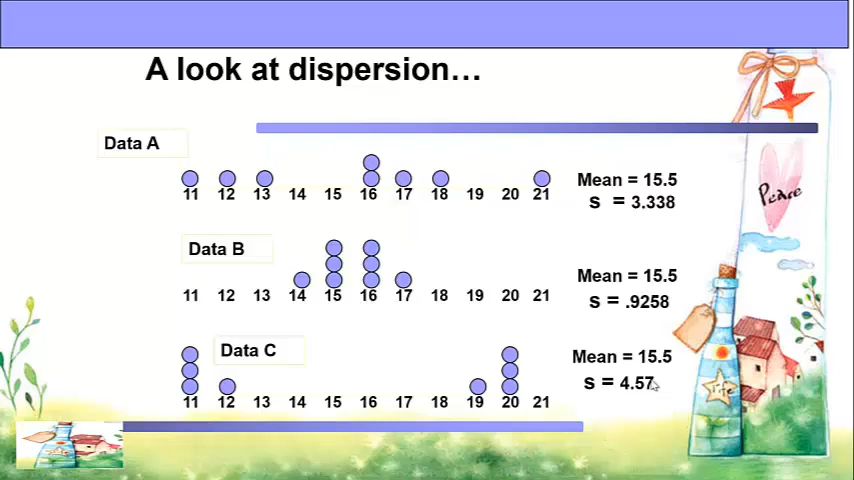 A look at dispersion…
Data A
11 12 13 14 15 16 17 18 19 20 21
Mean = 15.5
s = 3.338
Data B
11 12 13 14 15 16 17 18 19 20 21
Mean = 15.5
s = .9258
Data C
11 12 13 14 15 16 17 18 19 20 21
Mean = 15.5
s = 4.57
Peace